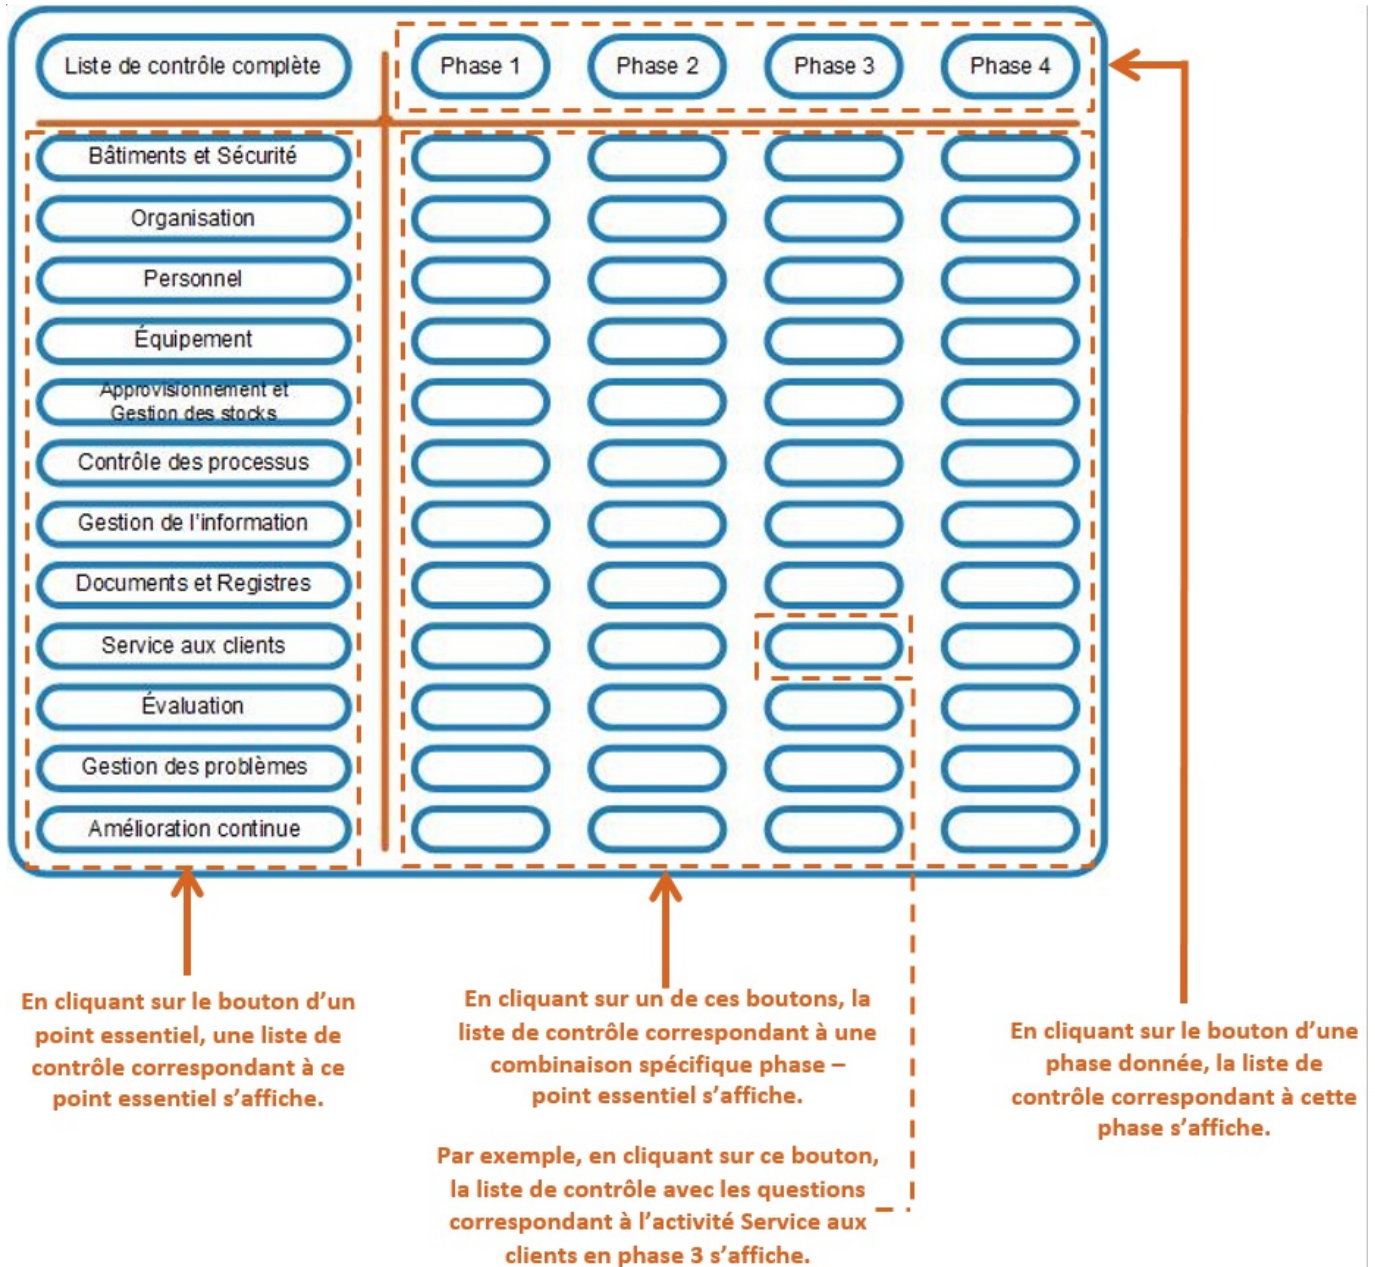 Liste de contrôle complète
Phase 1
Phase 2
Phase 3
Phase 4
Bâtiments et Sécurité
Organisation
Personnel
Équipement
Approvisionnement et
Gestion des stocks
Contrôle des processus
Gestion de l'information
Documents et Registres
Service aux clients
Évaluation
Gestion des problèmes
Amélioration continue
En cliquant sur le bouton d'un
point essentiel, une liste de
contrôle correspondant à ce
point essentiel s'affiche.
En cliquant sur un de ces boutons, la
liste de contrôle correspondant à une
combinaison spécifique phase –
point essentiel s'affiche.
Par exemple, en cliquant sur ce bouton,
la liste de contrôle avec les questions
correspondant à l'activité Service aux
clients en phase 3 s'affiche.
En cliquant sur le bouton d'une
phase donnée, la liste de
contrôle correspondant à cette
phase s'affiche.